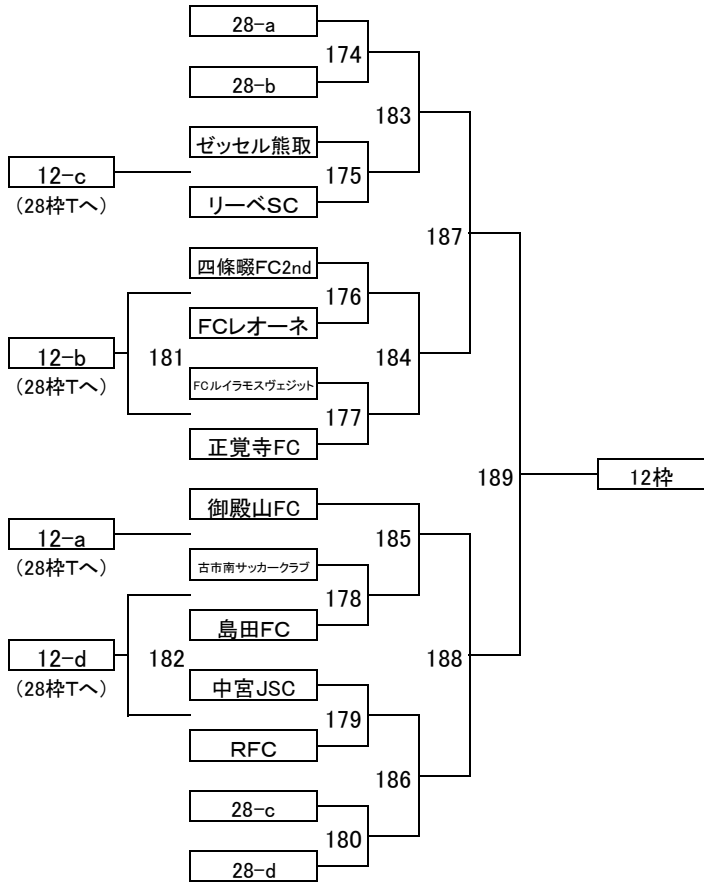 28-a
174
28-b
183
ゼッセル熊取
12-c
175
(28枠Tへ)
リーベSC
187
四條畷FC2nd
176
FCレオーネ
12-b
181
184
(28枠Tへ)
FCルイラモスヴェジット
177
正覚寺FC
189
12枠
御殿山FC
12-a
185
(28枠Tへ)
古市南サッカークラブ
178
島田FC
12-d
182
188
(28枠Tへ)
中宮JSC
179
RFC
186
28-c
180
28-d